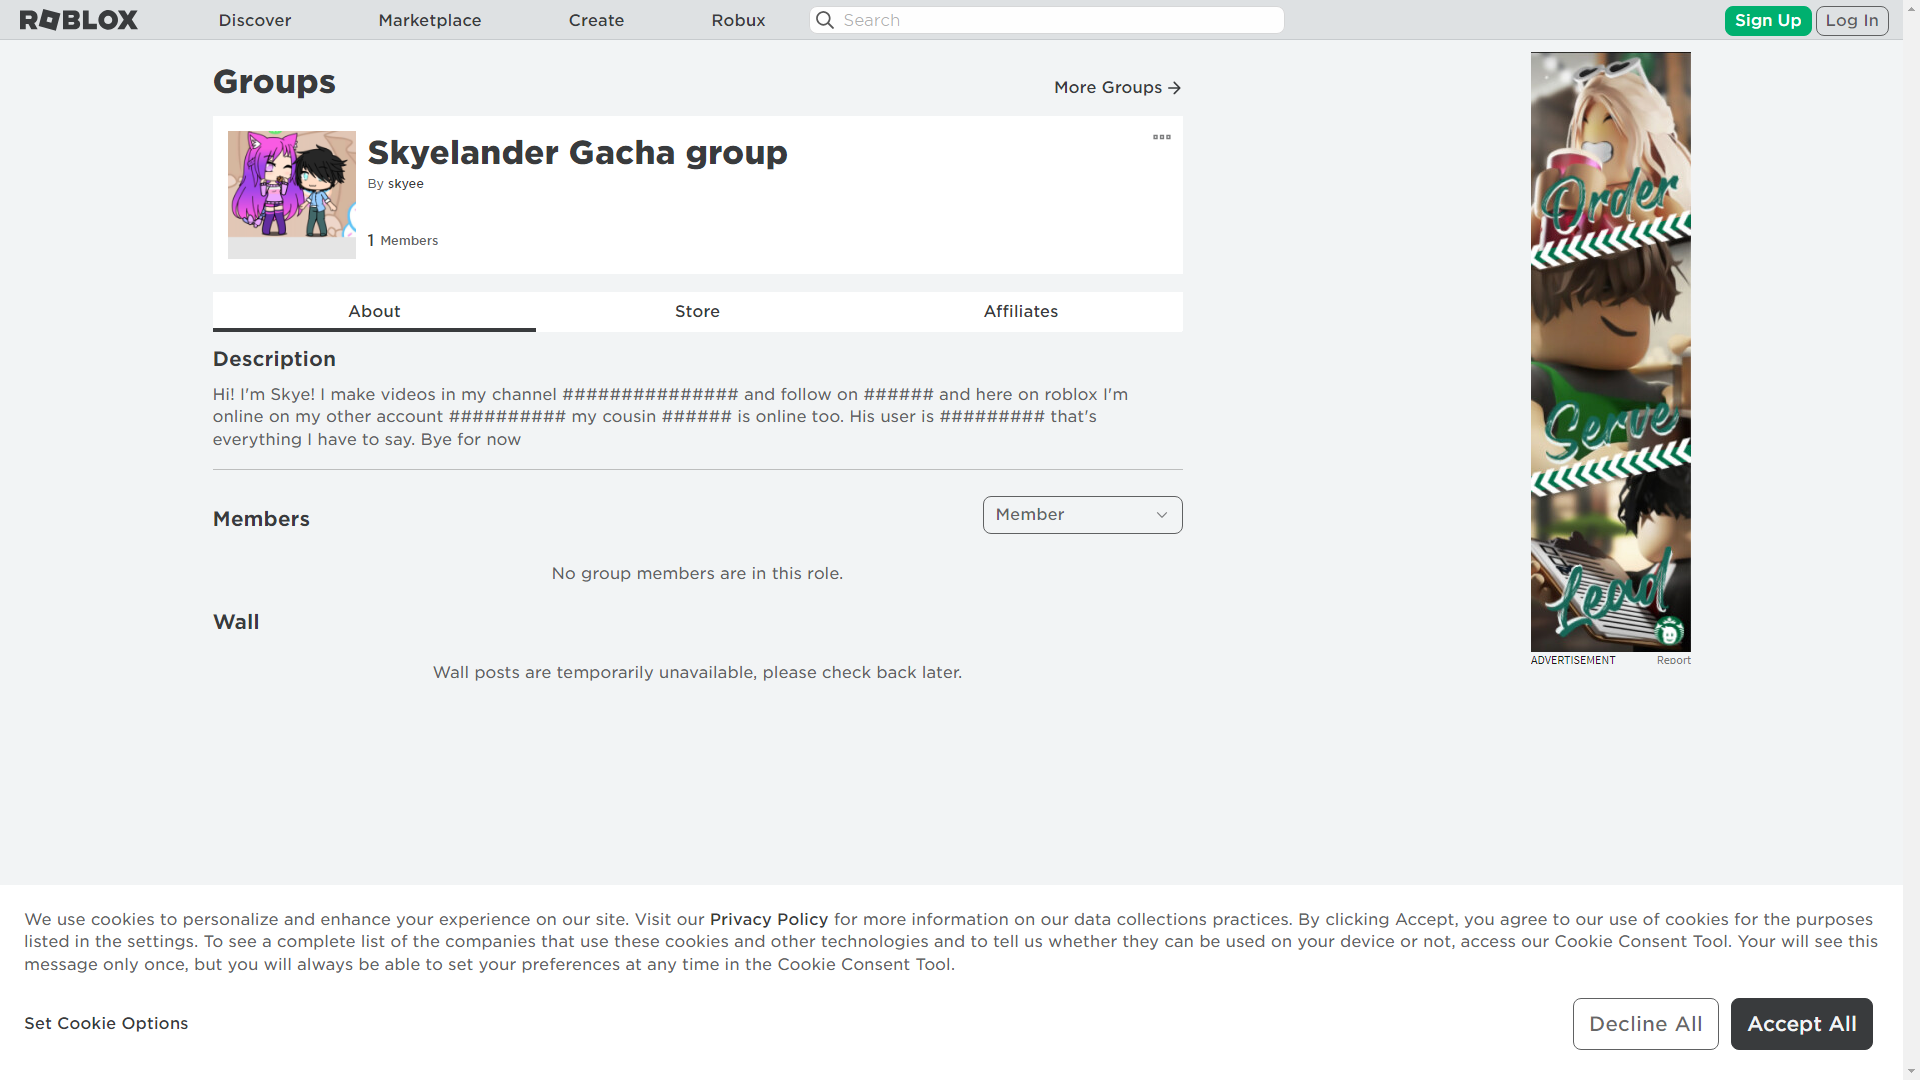 ROBLOX
Discover
Marketplace
Create
Robux
Search
Sign Up
Log In
Groups
More Groups
Skyelander Gacha group
By skyee
1 Members
About
Store
Affiliates
Description
Hi! I'm Skye! I make videos in my channel ############### and follow on ###### and here on roblox I'm
online on my other account ########## my cousin ###### is online too. His user is ######### that's
everything I have to say. Bye for now
Members
Member
No group members are in this role.
Wall
Wall posts are temporarily unavailable, please check back later.
Order
Serve
Lead
ADVERTISEMENT
Report
We use cookies to personalize and enhance your experience on our site. Visit our Privacy Policy for more information on our data collections practices. By clicking Accept, you agree to our use of cookies for the purposes
listed in the settings. To see a complete list of the companies that use these cookies and other technologies and to tell us whether they can be used on your device or not, access our Cookie Consent Tool. Your will see this
message only once, but you will always be able to set your preferences at any time in the Cookie Consent Tool.
Set Cookie Options
Decline All
Accept All